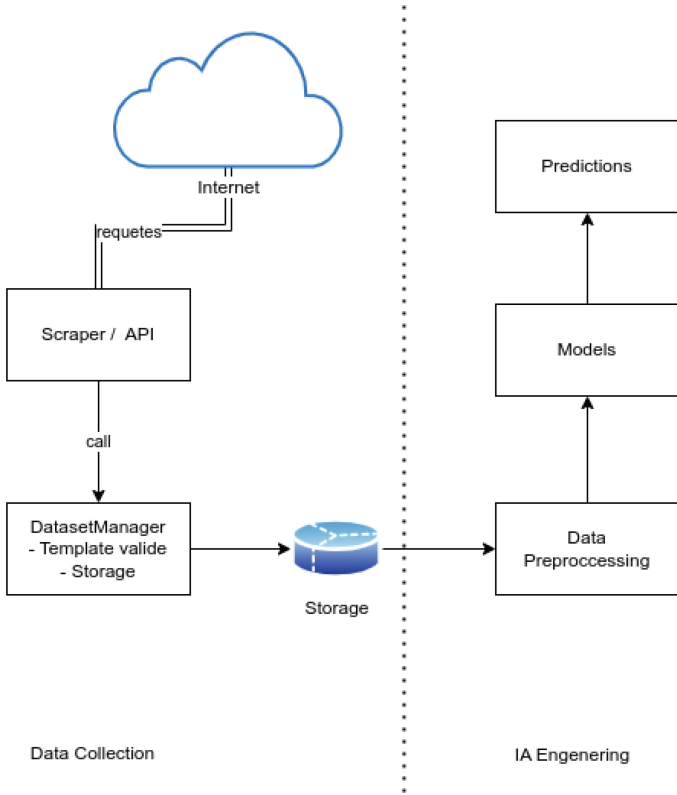 Internet
requetes
Scraper / API
call
DatasetManager
- Template valide
- Storage
Storage
Data Collection
Predictions
Models
Data
Preproccessing
IA Engenering